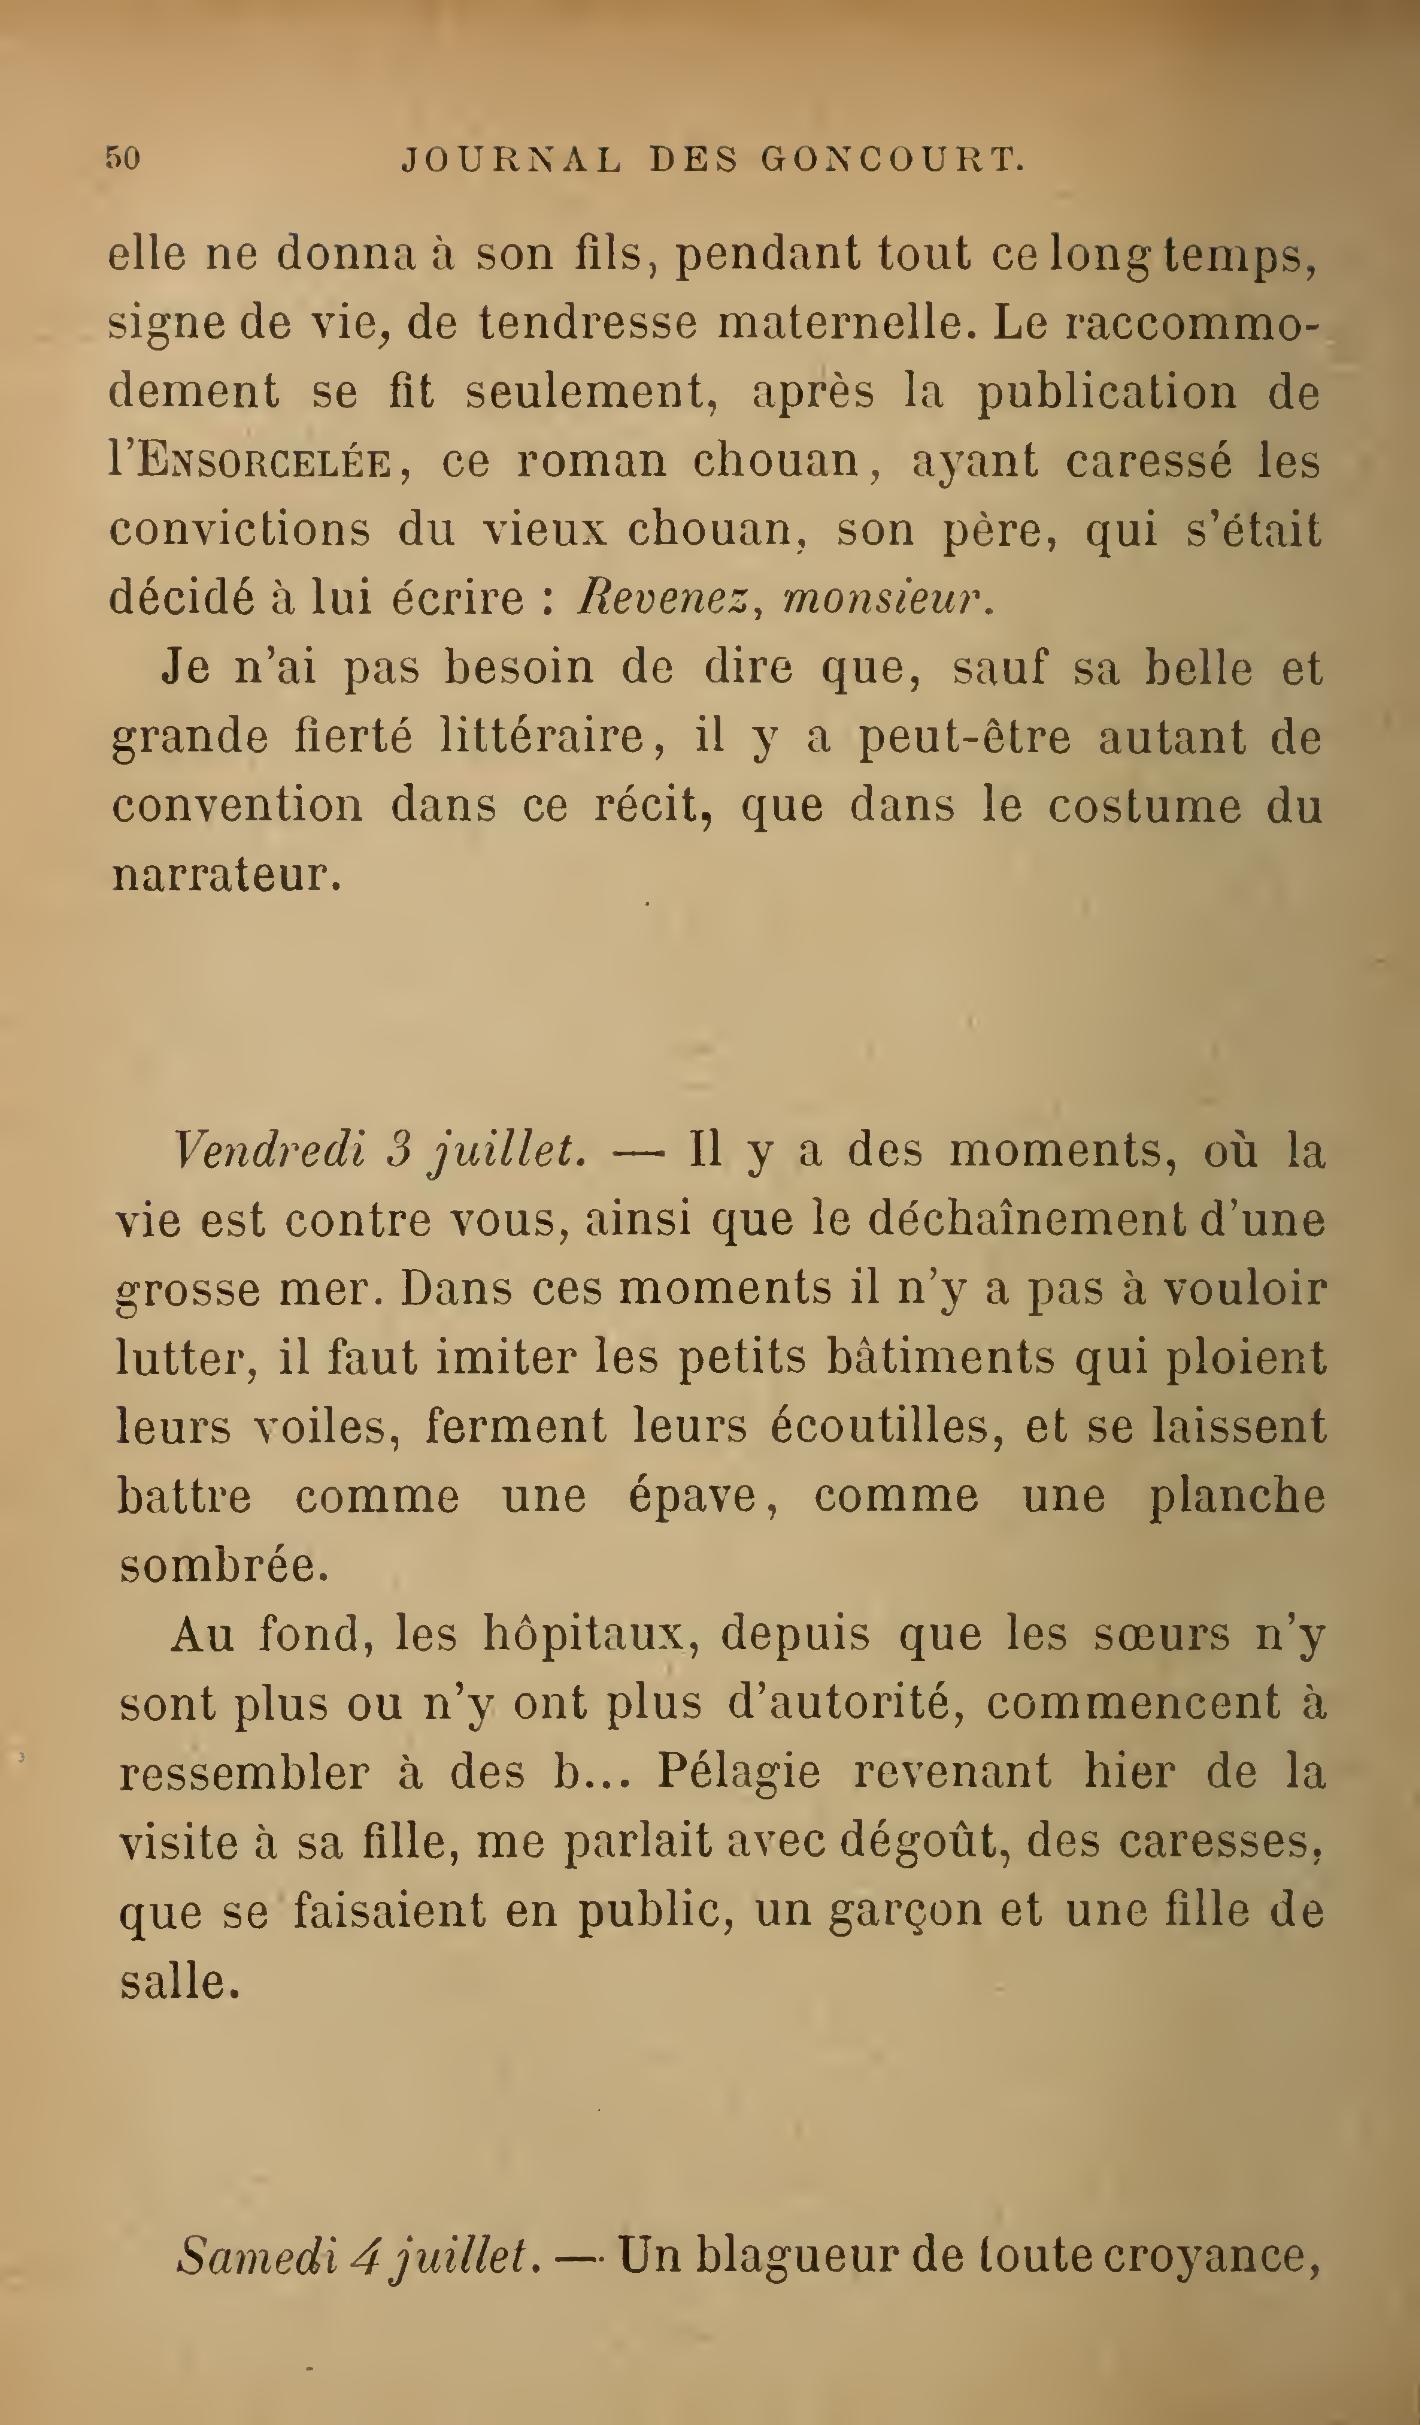 50 JOURNAL DES GONCOURT.
elle ne donna à son fils, pendant tout ce long temps,
signe de vie, de tendresse maternelle. Le raccommo-
dement se fit seulement, après la publication de
l'ENSORCELÉE, ce roman chouan, ayant caressé les
convictions du vieux chouan, son père, qui s'était
décidé à lui écrire : Revenez, monsieur.
Je n'ai pas besoin de dire que, sauf sa belle et
grande fierté littéraire, il y a peut-être autant de
convention dans ce récit, que dans le costume du
narrateur.
Vendredi 3 juillet. — Il y a des moments, où la
vie est contre vous, ainsi que le déchaînement d'une
grosse mer. Dans ces moments il n'y a pas à vouloir
lutter, il faut imiter les petits bâtiments qui ploient
leurs voiles, ferment leurs écoutilles, et se laissent
battre comme une épave, comme une planche
sombrée.
Au fond, les hôpitaux, depuis que les sœurs n'y
sont plus ou n'y ont plus d'autorité, commencent à
ressembler à des b... Pélagie revenant hier de la
visite à sa fille, me parlait avec dégoût, des caresses,
que se faisaient en public, un garçon et une fille de
salle.
Samedi 4 juillet. — Un blagueur de toute croyance,